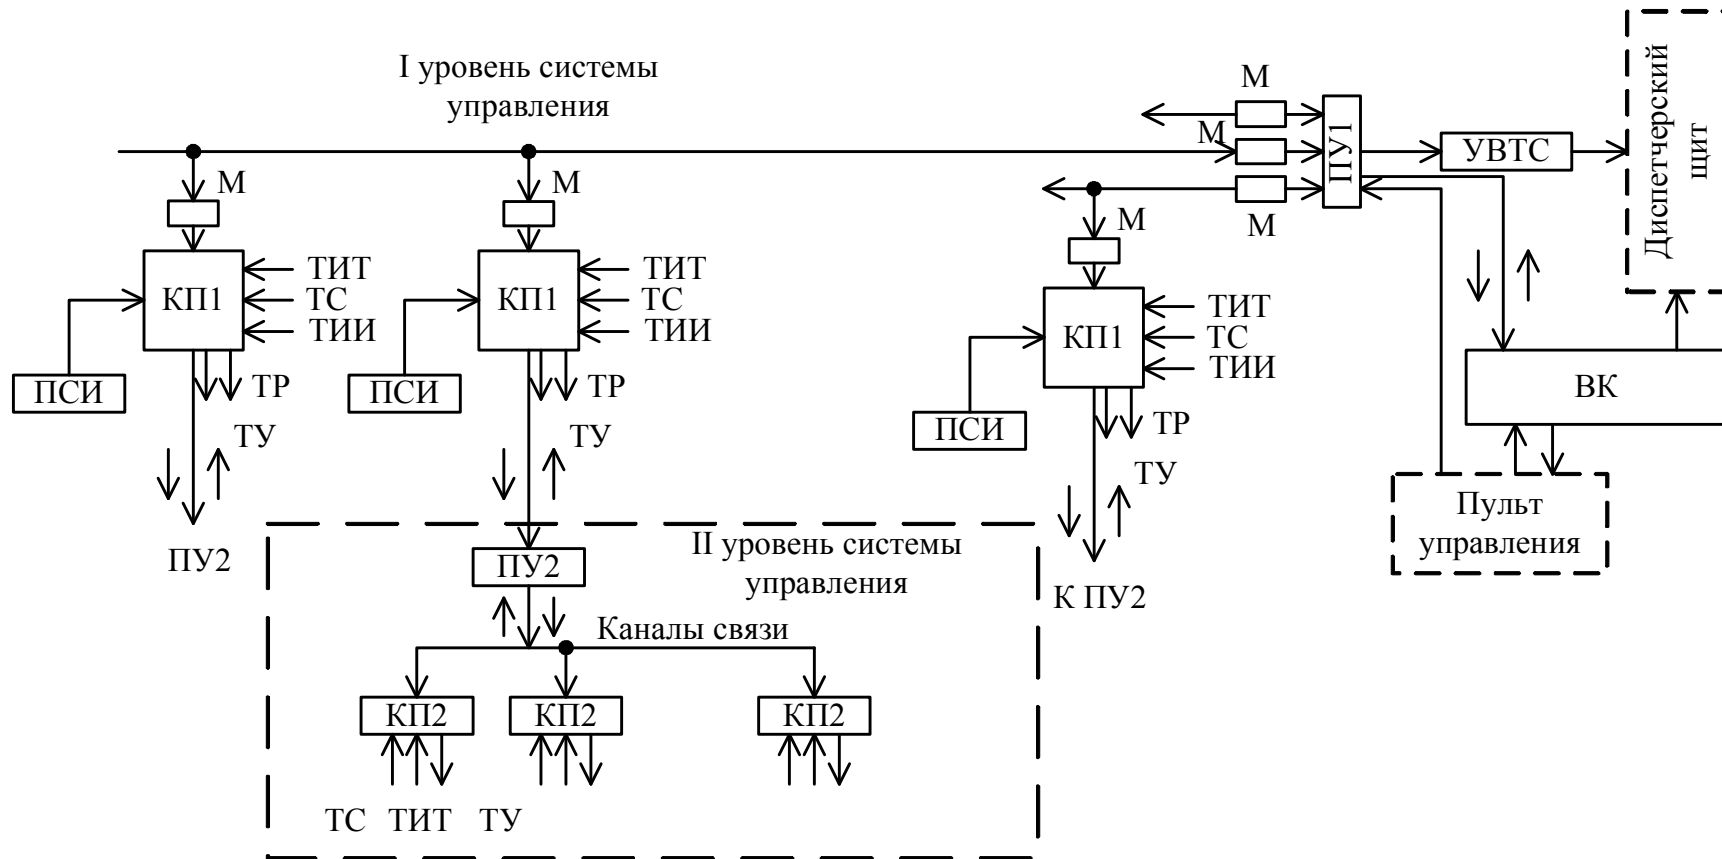 I уровень системы
управления
М
М
М
Диспетчерский
щит
ПУ1
УВТС
М
М
М
КП1
ТИТ
ТС
ТИИ
КП1
ТИТ
ТС
ТИИ
КП1
ТИТ
ТС
ТИИ
ПСИ
ТР
ПСИ
ТР
ПСИ
ТР
ВК
ТУ
ТУ
ТУ
Пульт
управления
ПУ2
ПУ2
II уровень системы
управления
К ПУ2
Каналы связи
КП2
КП2
КП2
ТС ТИТ ТУ